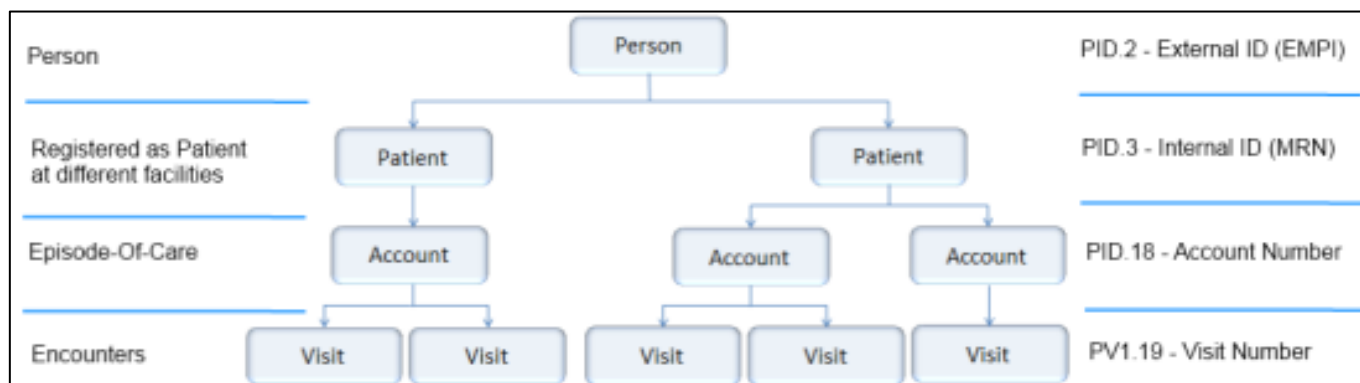 Person
Person
PID.2 - External ID (EMPI)
Registered as Patient
at different facilities
Patient
Patient
PID.3 - Internal ID (MRN)
Episode-Of-Care
Account
Account
Account
PID.18 - Account Number
Encounters
Visit
Visit
Visit
Visit
Visit
PV1.19 - Visit Number